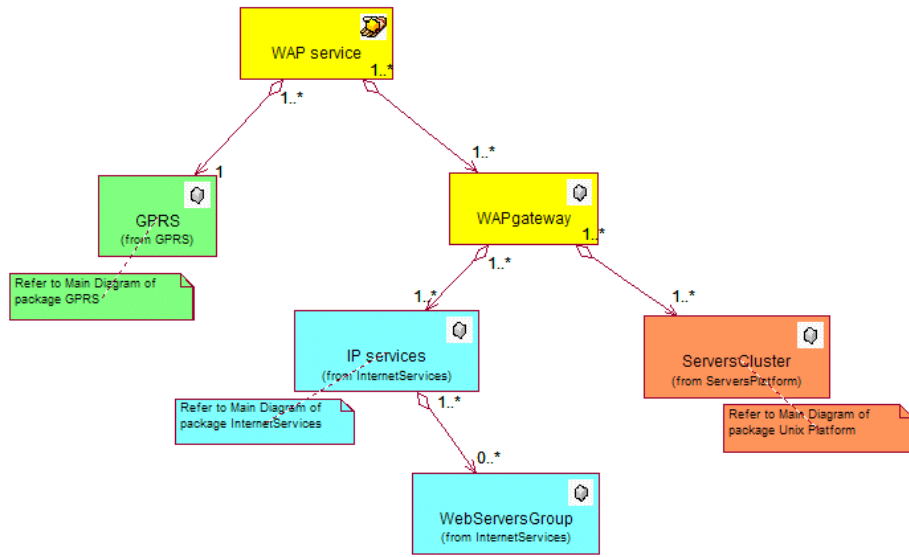 WAP service
1..*
1..*
1
1..*
GPRS
(from GPRS)
WAPgateway
1..*
1..*
Refer to Main Diagram of
package GPRS
1..*
1..*
IP services
(from InternetServices)
1..*
ServersCluster
(from ServersPlatform)
Refer to Main Diagram of
package InternetServices
Refer to Main Diagram of
package Unix Platform
0..*
WebServersGroup
(from InternetServices)